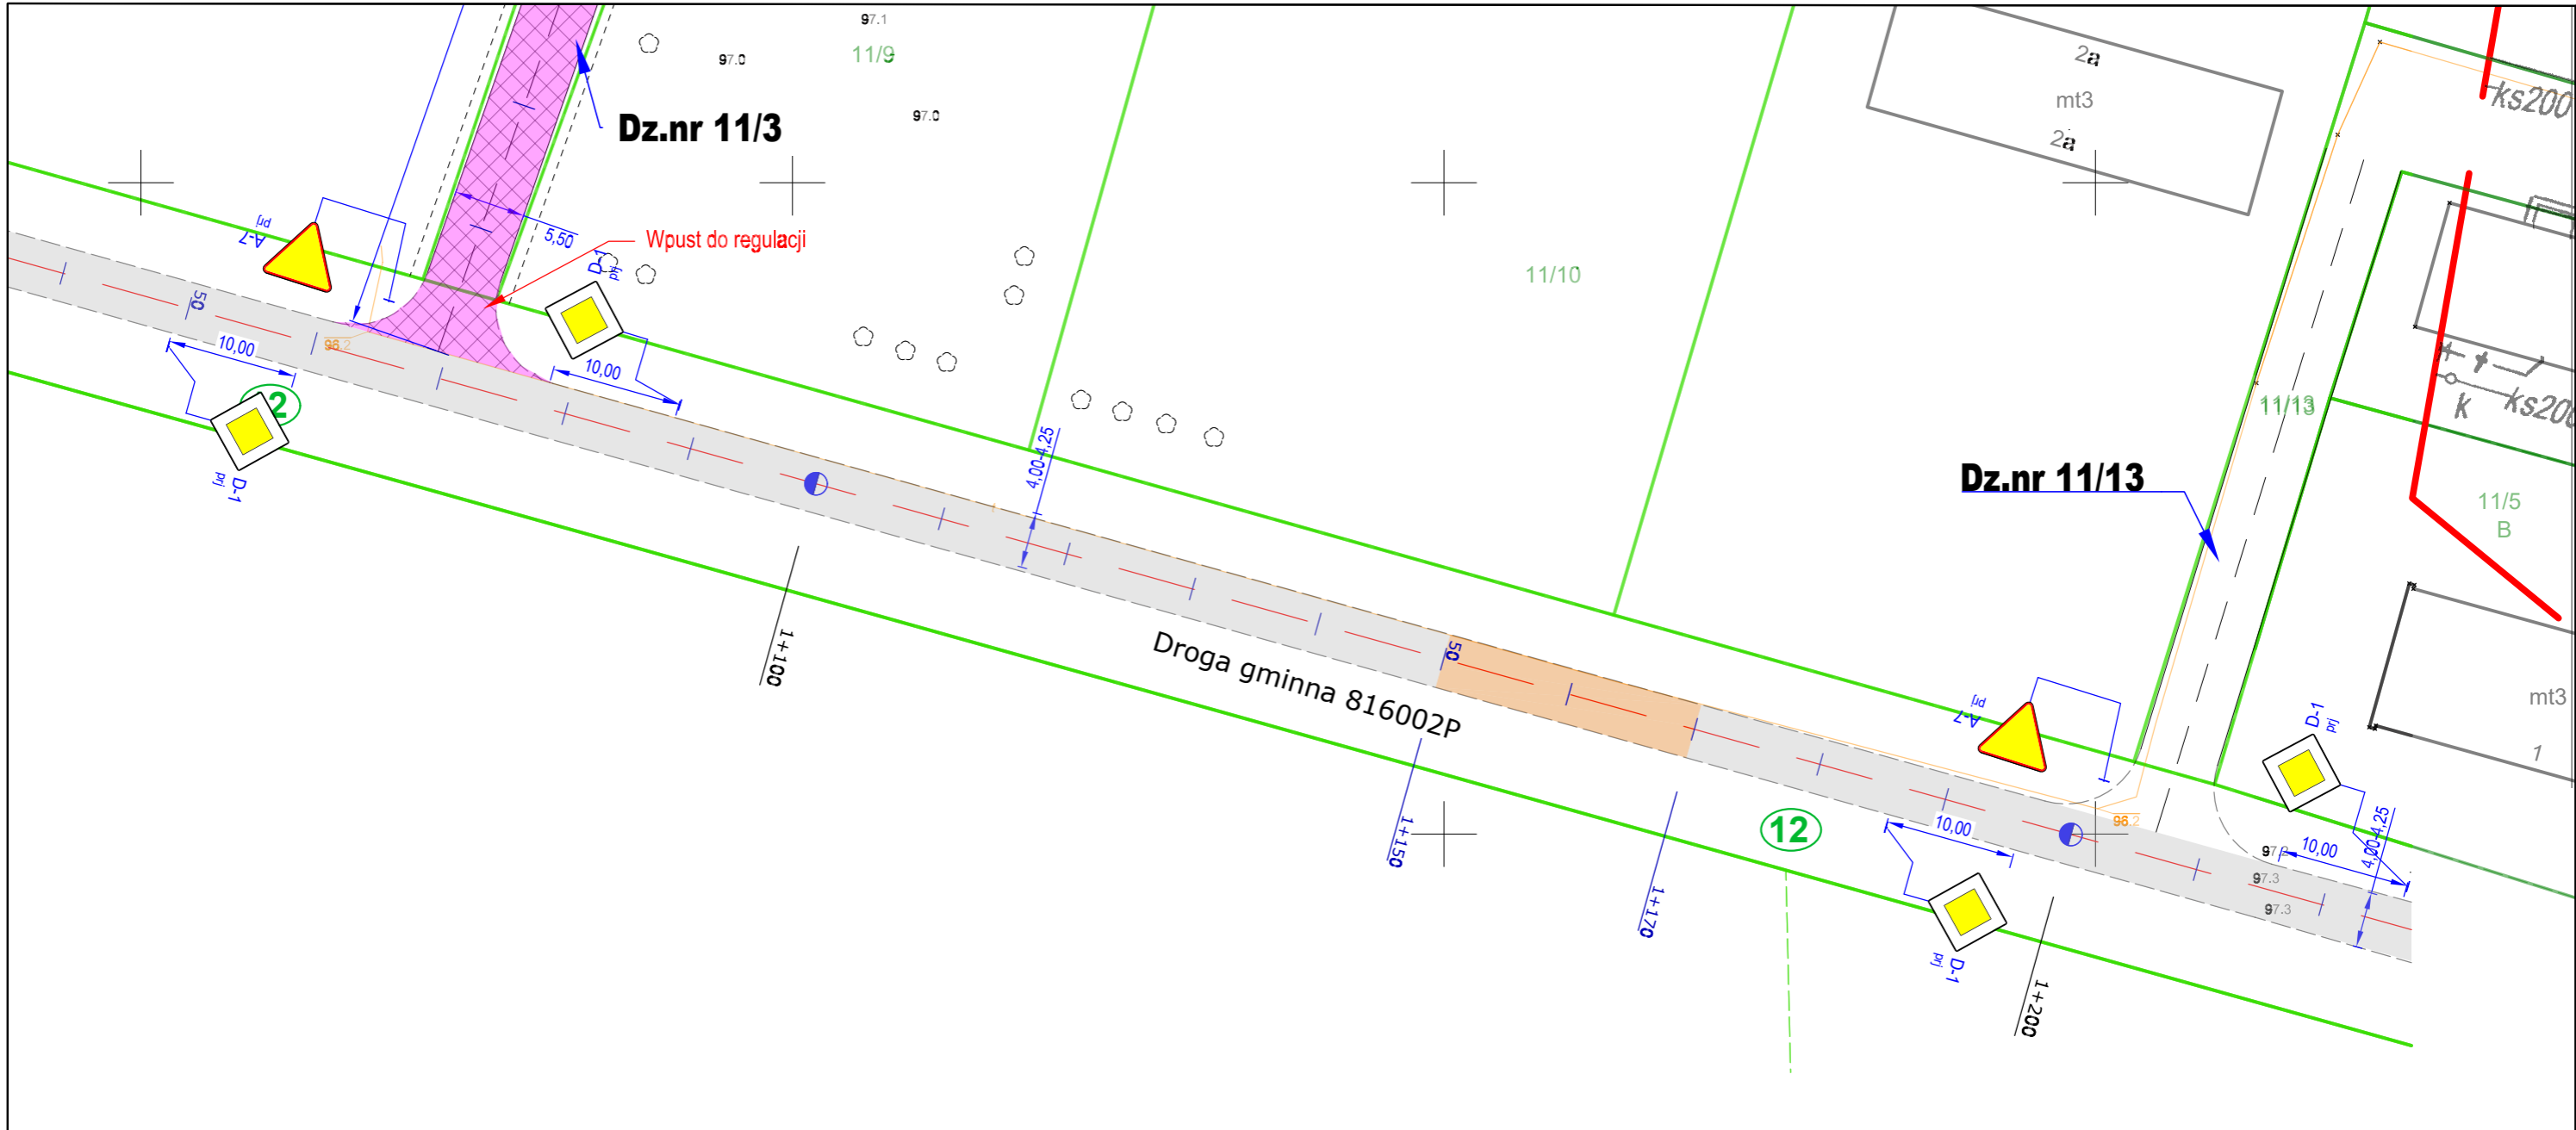 97.1
11/9
97.0
97.0
Dz.nr 11/3
2a
mt3
2a
ks200
A-7
prj
5,50
Wpust do regulacji
D-1
prj
11/10
50
10,00
96.2
10,00
D-1
prj
4,00-4,25
11/13
k
ks200
Dz.nr 11/13
11/5
B
1+100
Droga gminna 816002P
50
mt3
1
A-7
prj
D-1
prj
1+150
12
1+170
10,00
96.2
4,00-4,25
10,00
97.3
97.3
D-1
prj
1+200